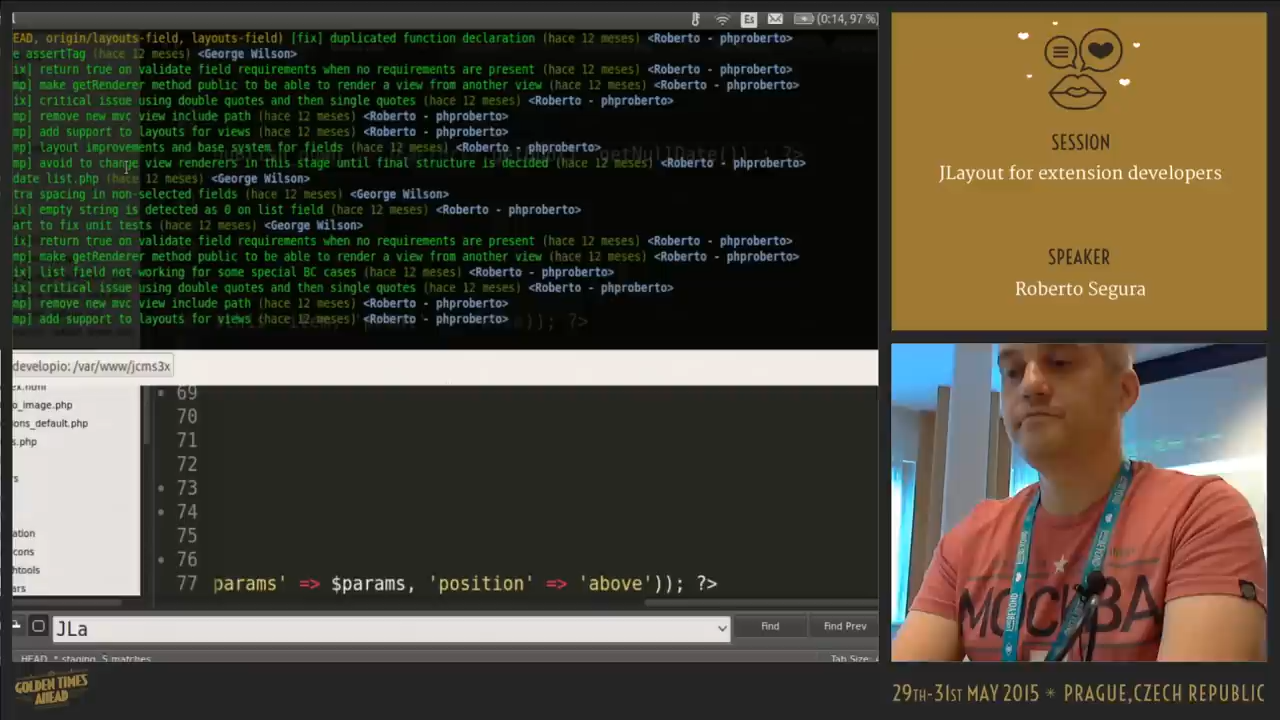 Es
(0:14, 97 %)
EAD, origin/layouts-field, layouts-field) [fix] duplicated function declaration (hace 12 meses) <Roberto - phproberto>
e assertTag (hace 12 meses) <George Wilson>
ix] return true on validate field requirements when no requirements are present (hace 12 meses) <Roberto - phproberto>
mp] make getRenderer method public to be able to render a view from another view (hace 12 meses) <Roberto - phproberto>
ix] critical issue using double quotes and then single quotes (hace 12 meses) <Roberto - phproberto>
mp] remove new mvc view include path (hace 12 meses) <Roberto - phproberto>
mp] add support to layouts for views (hace 12 meses) <Roberto - phproberto>
mp] layout improvements and base system for fields (hace 12 meses) <Roberto - phproberto>
mp] avoid to change view renderers in this stage until final structure is decided (hace 12 meses) <Roberto - phproberto>
date list.php (hace 12 meses) <George Wilson>
tra spacing in non-selected fields (hace 12 meses) <George Wilson>
ix] empty string is detected as 0 on list field (hace 12 meses) <Roberto - phproberto>
art to fix unit tests (hace 12 meses) <George Wilson>
ix] return true on validate field requirements when no requirements are present (hace 12 meses) <Roberto - phproberto>
mp] make getRenderer method public to be able to render a view from another view (hace 12 meses) <Roberto - phproberto>
ix] list field not working for some special BC cases (hace 12 meses) <Roberto - phproberto>
ix] critical issue using double quotes and then single quotes (hace 12 meses) <Roberto - phproberto>
mp] remove new mvc view include path (hace 12 meses) <Roberto - phproberto>
mp] add support to layouts for views (hace 12 meses) <Roberto - phproberto>
developio: /var/www/jcms3x
ex.html
o_image.php
ons_default.php
s.php
rs
ation
cons
htools
ars
69
70
71
72
73
74
75
76
77 params' => $params, 'position' => 'above')); ?>
JLa
Find
Find Prev
HEAD, * staging, 5 matches
Tab Size:
GOLDEN TIMES
AHEAD
SESSION
JLayout for extension developers
SPEAKER
Roberto Segura
МОСКВА
29TH-31ST MAY 2015 * PRAGUE,CZECH REPUBLIC